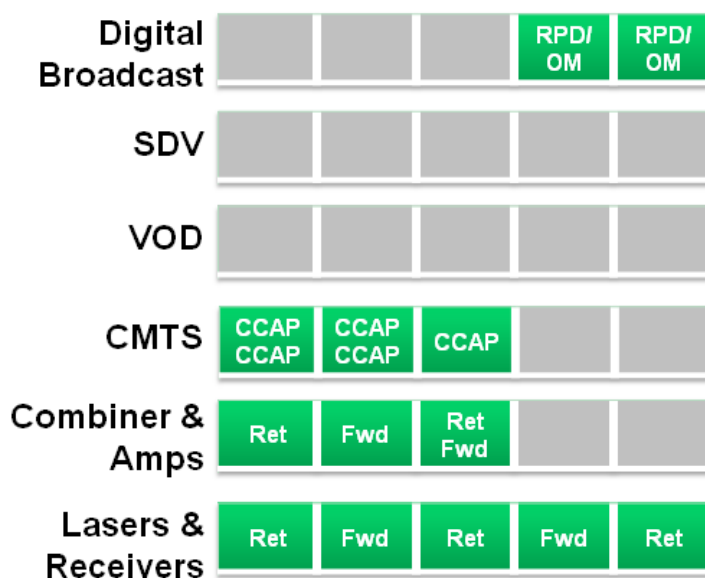 Digital
Broadcast
RPD/
OM
RPD/
OM
SDV
VOD
CMTS
CCAP
CCAP
CCAP
CCAP
CCAP
Combiner &
Amps
Ret
Fwd
Ret
Fwd
Lasers &
Receivers
Ret
Fwd
Ret
Fwd
Ret